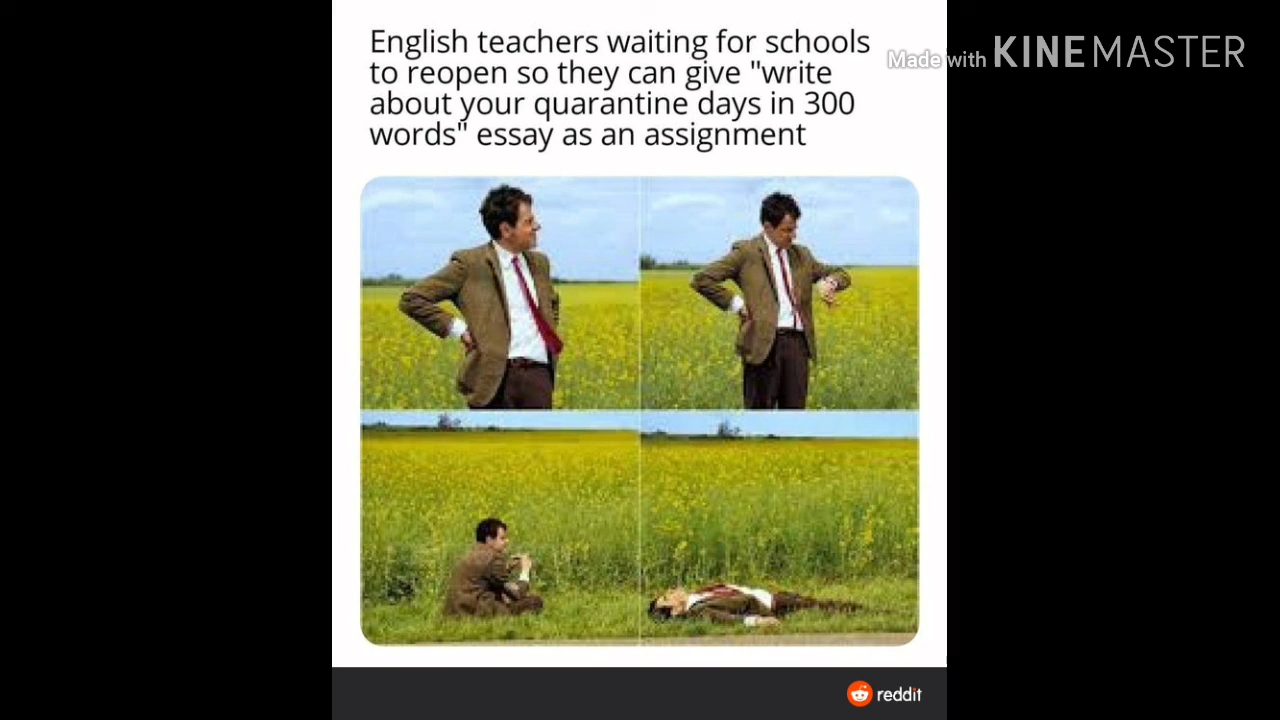 English teachers waiting for schools
to reopen so they can give "write
about your quarantine days in 300
words" essay as an assignment
Made with KINEMASTER
reddit